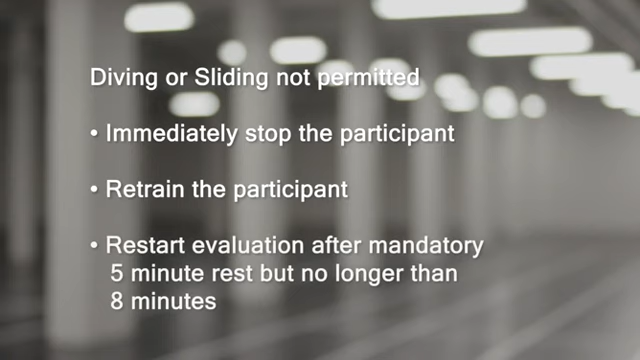 Diving or Sliding not permitted
• Immediately stop the participant
• Retrain the participant
• Restart evaluation after mandatory
5 minute rest but no longer than
8 minutes